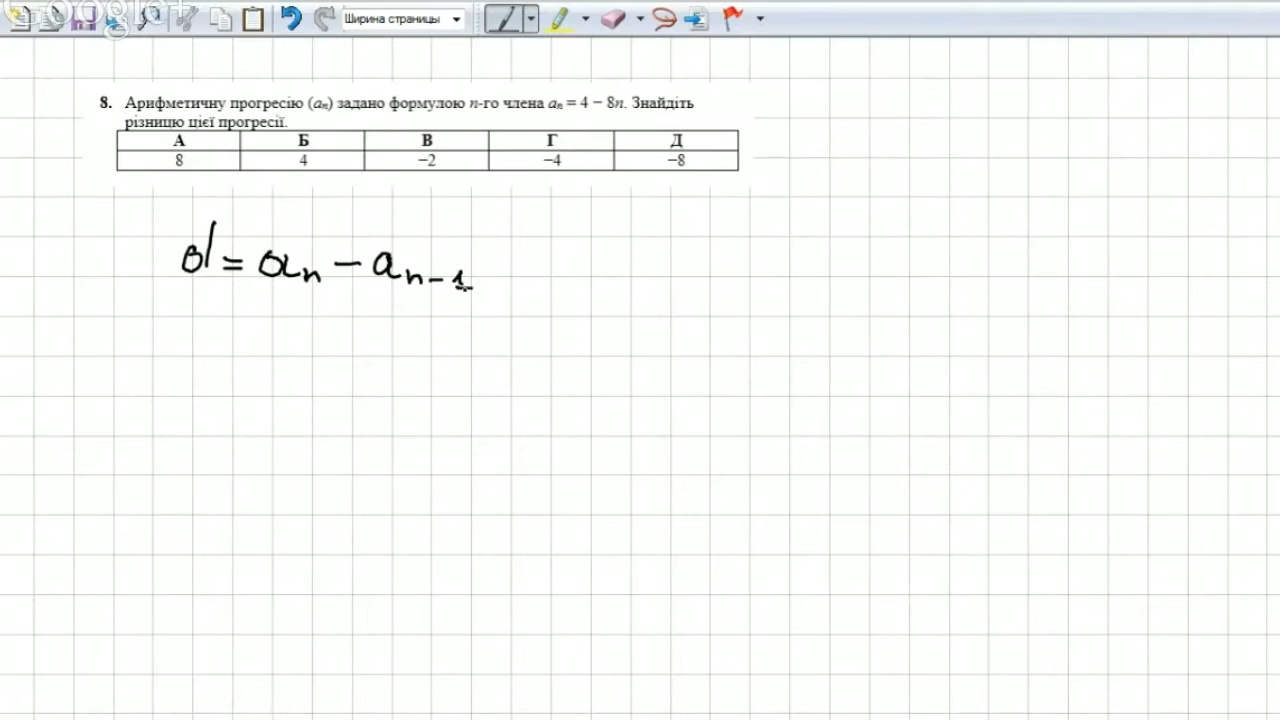 Google+
Ширина страницы
8. Арифметичну прогресію (aₙ) задано формулою n-го члена aₙ = 4 − 8n. Знайдіть
різницю цієї прогресії.
А Б В Г Д
8 4 −2 −4 −8
d = aₙ − aₙ₋₁